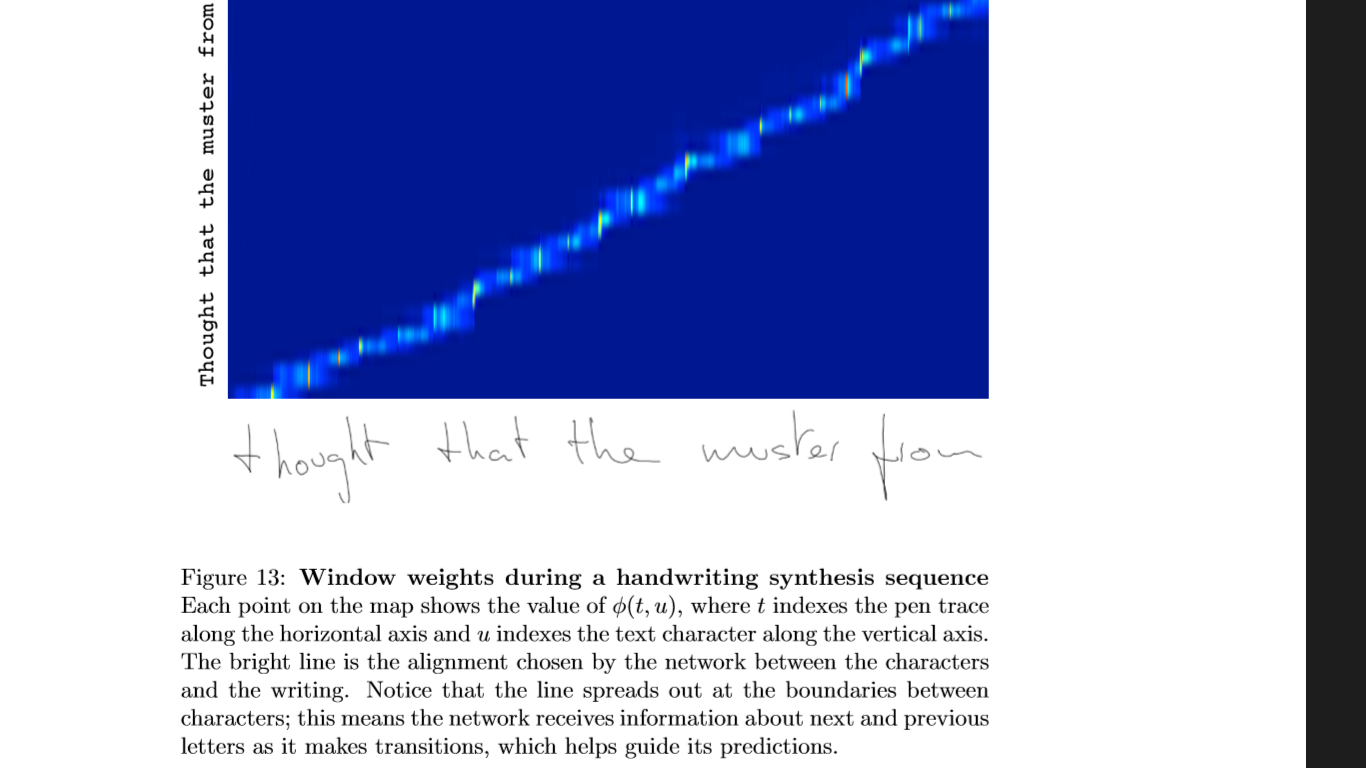 Thought that the muster from
thought that the muster from
Figure 13: Window weights during a handwriting synthesis sequence
Each point on the map shows the value of ϕ(t, u), where t indexes the pen trace
along the horizontal axis and u indexes the text character along the vertical axis.
The bright line is the alignment chosen by the network between the characters
and the writing. Notice that the line spreads out at the boundaries between
characters; this means the network receives information about next and previous
letters as it makes transitions, which helps guide its predictions.